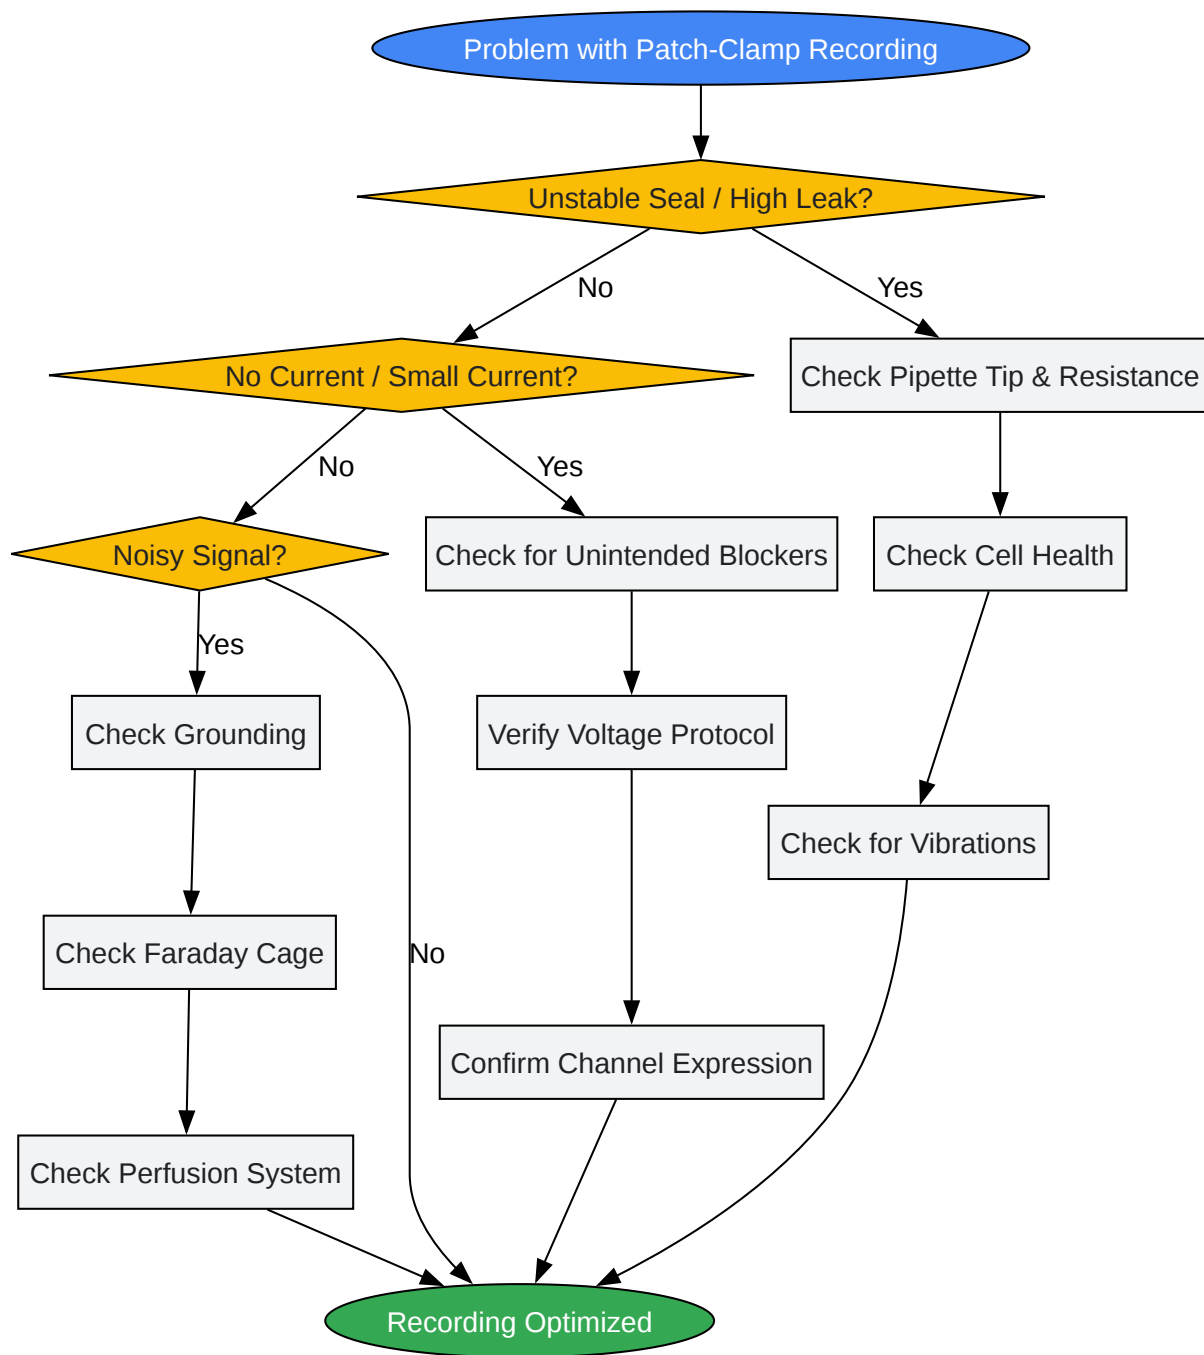 Problem with Patch-Clamp Recording
Unstable Seal / High Leak?
No
Yes
No Current / Small Current?
Check Pipette Tip & Resistance
No
Yes
Noisy Signal?
Check for Unintended Blockers
Check Cell Health
Yes
Check Grounding
Verify Voltage Protocol
Check for Vibrations
Check Faraday Cage
No
Confirm Channel Expression
Check Perfusion System
Recording Optimized